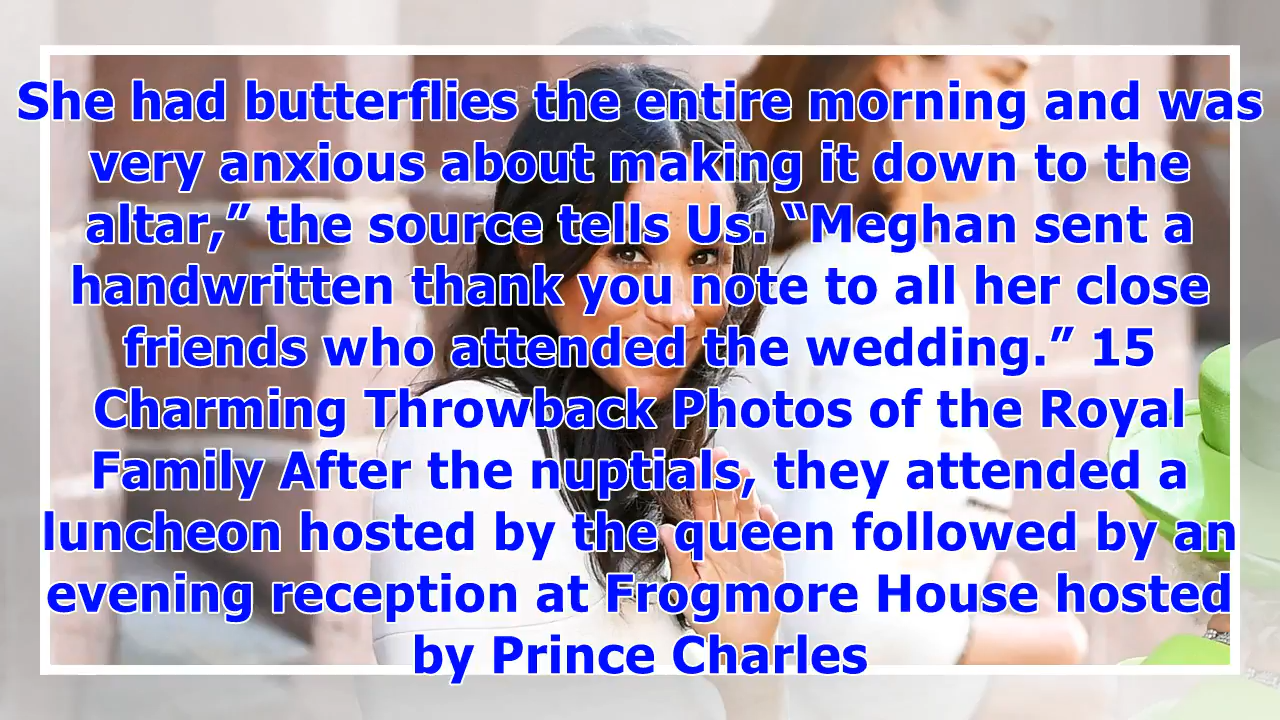 She had butterflies the entire morning and was
very anxious about making it down to the
altar,” the source tells Us. “Meghan sent a
handwritten thank you note to all her close
friends who attended the wedding.” 15
Charming Throwback Photos of the Royal
Family After the nuptials, they attended a
luncheon hosted by the queen followed by an
evening reception at Frogmore House hosted
by Prince Charles